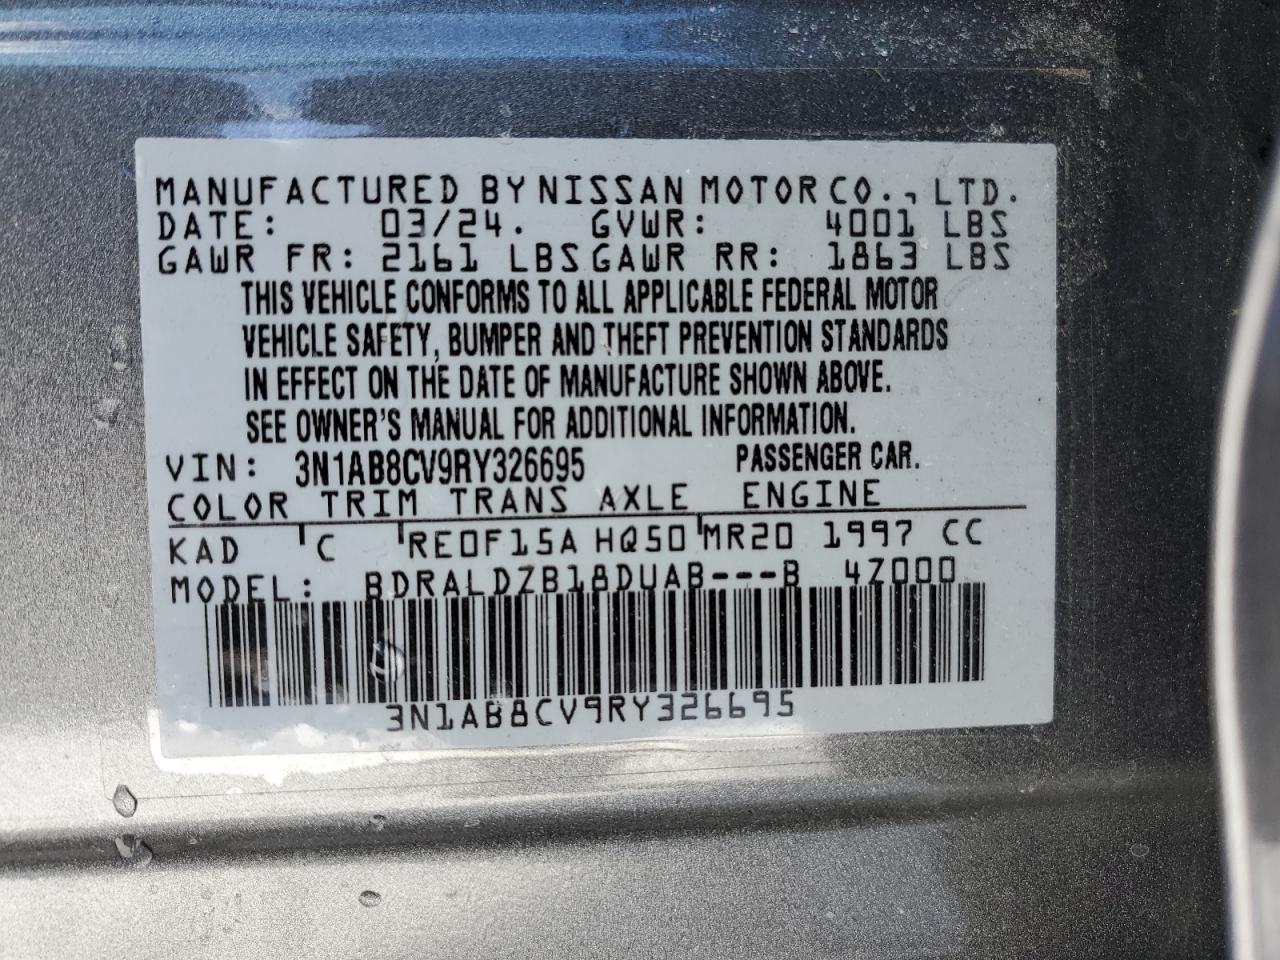 MANUFACTURED BY NISSAN MOTOR CO., LTD.
DATE: 03/24. GVWR: 4001 LBS
GAWR FR: 2161 LBS GAWR RR: 1863 LBS
THIS VEHICLE CONFORMS TO ALL APPLICABLE FEDERAL MOTOR
VEHICLE SAFETY, BUMPER AND THEFT PREVENTION STANDARDS
IN EFFECT ON THE DATE OF MANUFACTURE SHOWN ABOVE.
SEE OWNER'S MANUAL FOR ADDITIONAL INFORMATION.
VIN: 3N1AB8CV9RY326695 PASSENGER CAR.
COLOR TRIM TRANS AXLE ENGINE
KAD C RE0F15A HQ50 MR20 1997 CC
MODEL: BDRALDZB18DUAB---B 4Z000
3N1AB8CV9RY326695